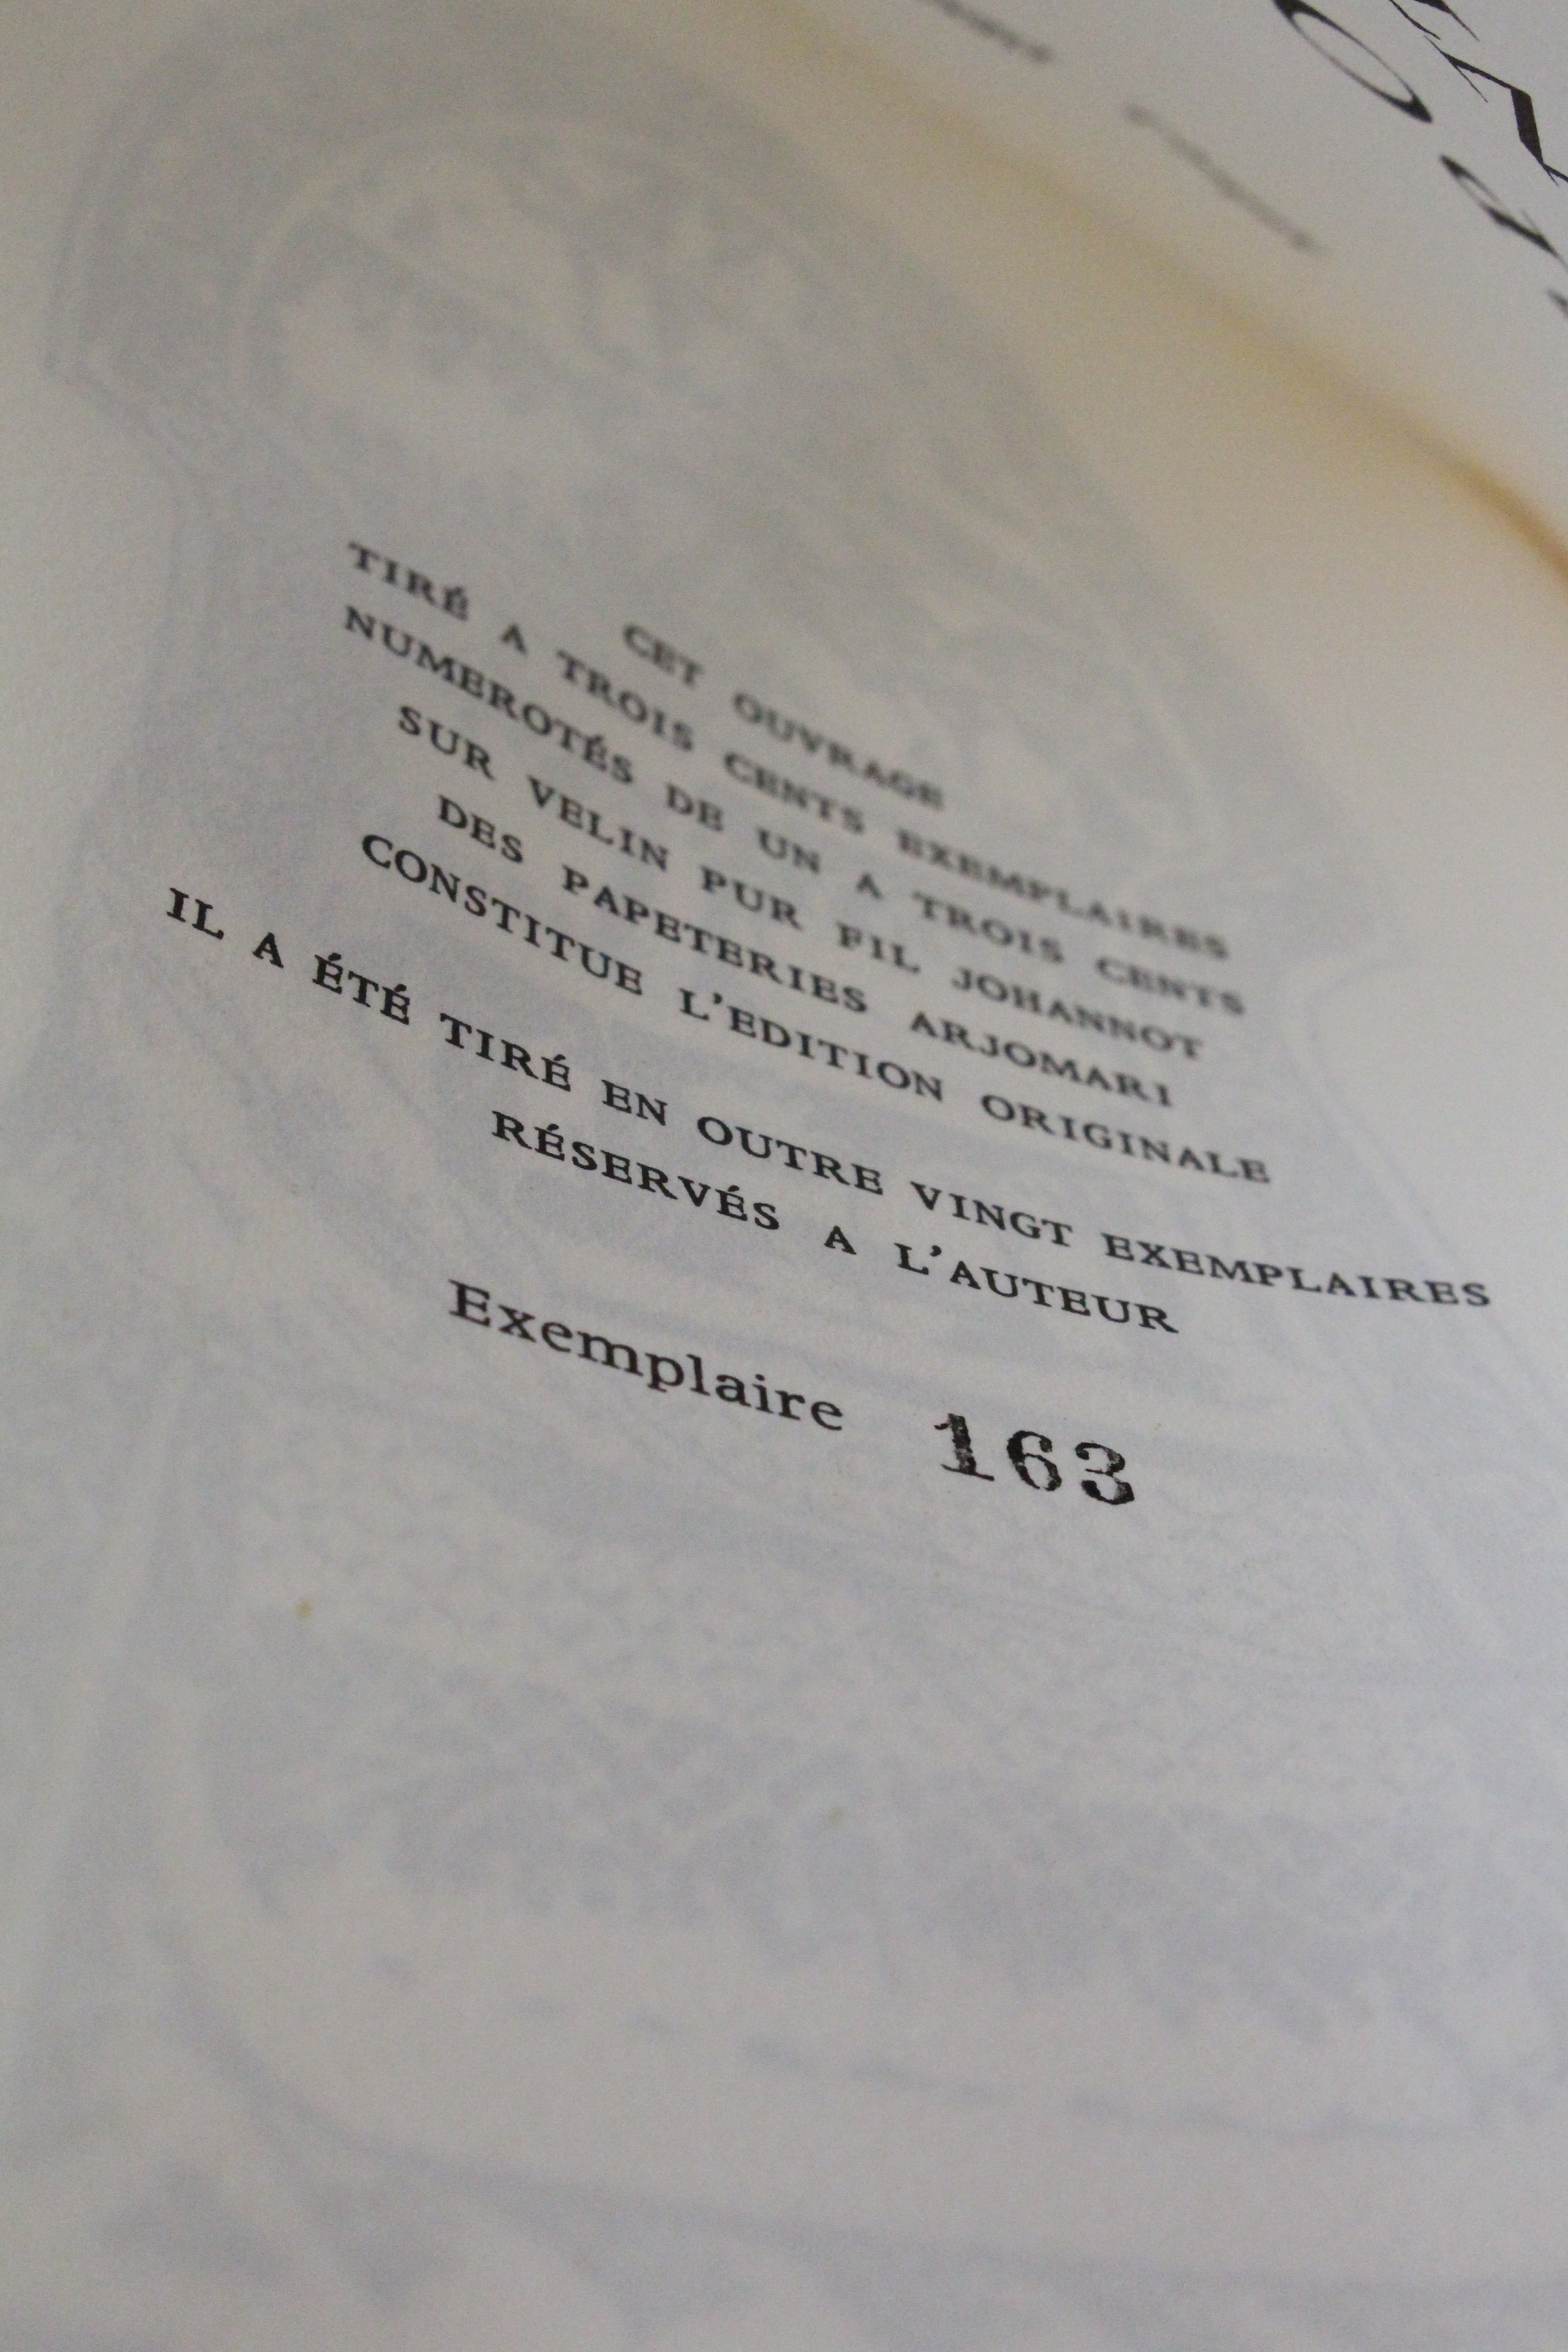 CET OUVRAGE
TIRÉ A TROIS CENTS EXEMPLAIRES
NUMEROTÉS DE UN A TROIS CENTS
SUR VELIN PUR FIL JOHANNOT
DES PAPETERIES ARJOMARI
CONSTITUE L'EDITION ORIGINALE
IL A ÉTÉ TIRÉ EN OUTRE VINGT EXEMPLAIRES
RÉSERVÉS A L'AUTEUR
Exemplaire 163